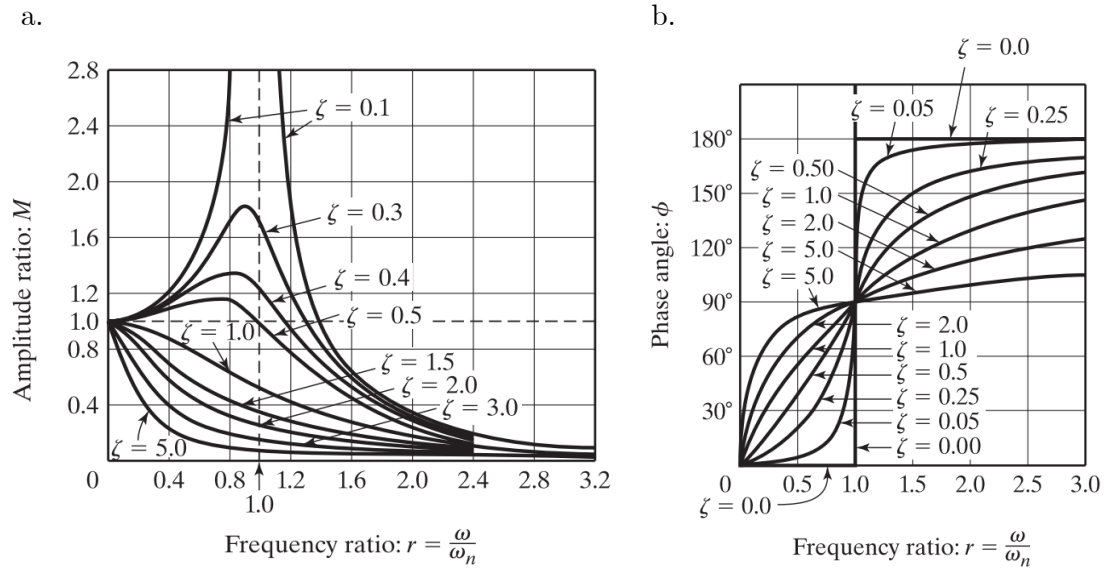 a.
2.8
2.4
2.0
1.6
1.2
1.0
0.8
0.4
0
Amplitude ratio: M
ζ = 0.1
ζ = 0.3
ζ = 0.4
ζ = 0.5
ζ = 1.0
ζ = 1.5
ζ = 2.0
ζ = 3.0
ζ = 5.0
0.4 0.8 1.2 1.6 2.0 2.4 2.8 3.2
1.0
Frequency ratio: r = ω/ωₙ
b.
ζ = 0.0
ζ = 0.05
ζ = 0.25
180°
150°
120°
90°
60°
30°
0
Phase angle: ϕ
ζ = 0.50
ζ = 1.0
ζ = 2.0
ζ = 5.0
ζ = 5.0
ζ = 2.0
ζ = 1.0
ζ = 0.5
ζ = 0.25
ζ = 0.05
ζ = 0.00
0.5 1.0 1.5 2.0 2.5 3.0
ζ = 0.0
Frequency ratio: r = ω/ωₙ